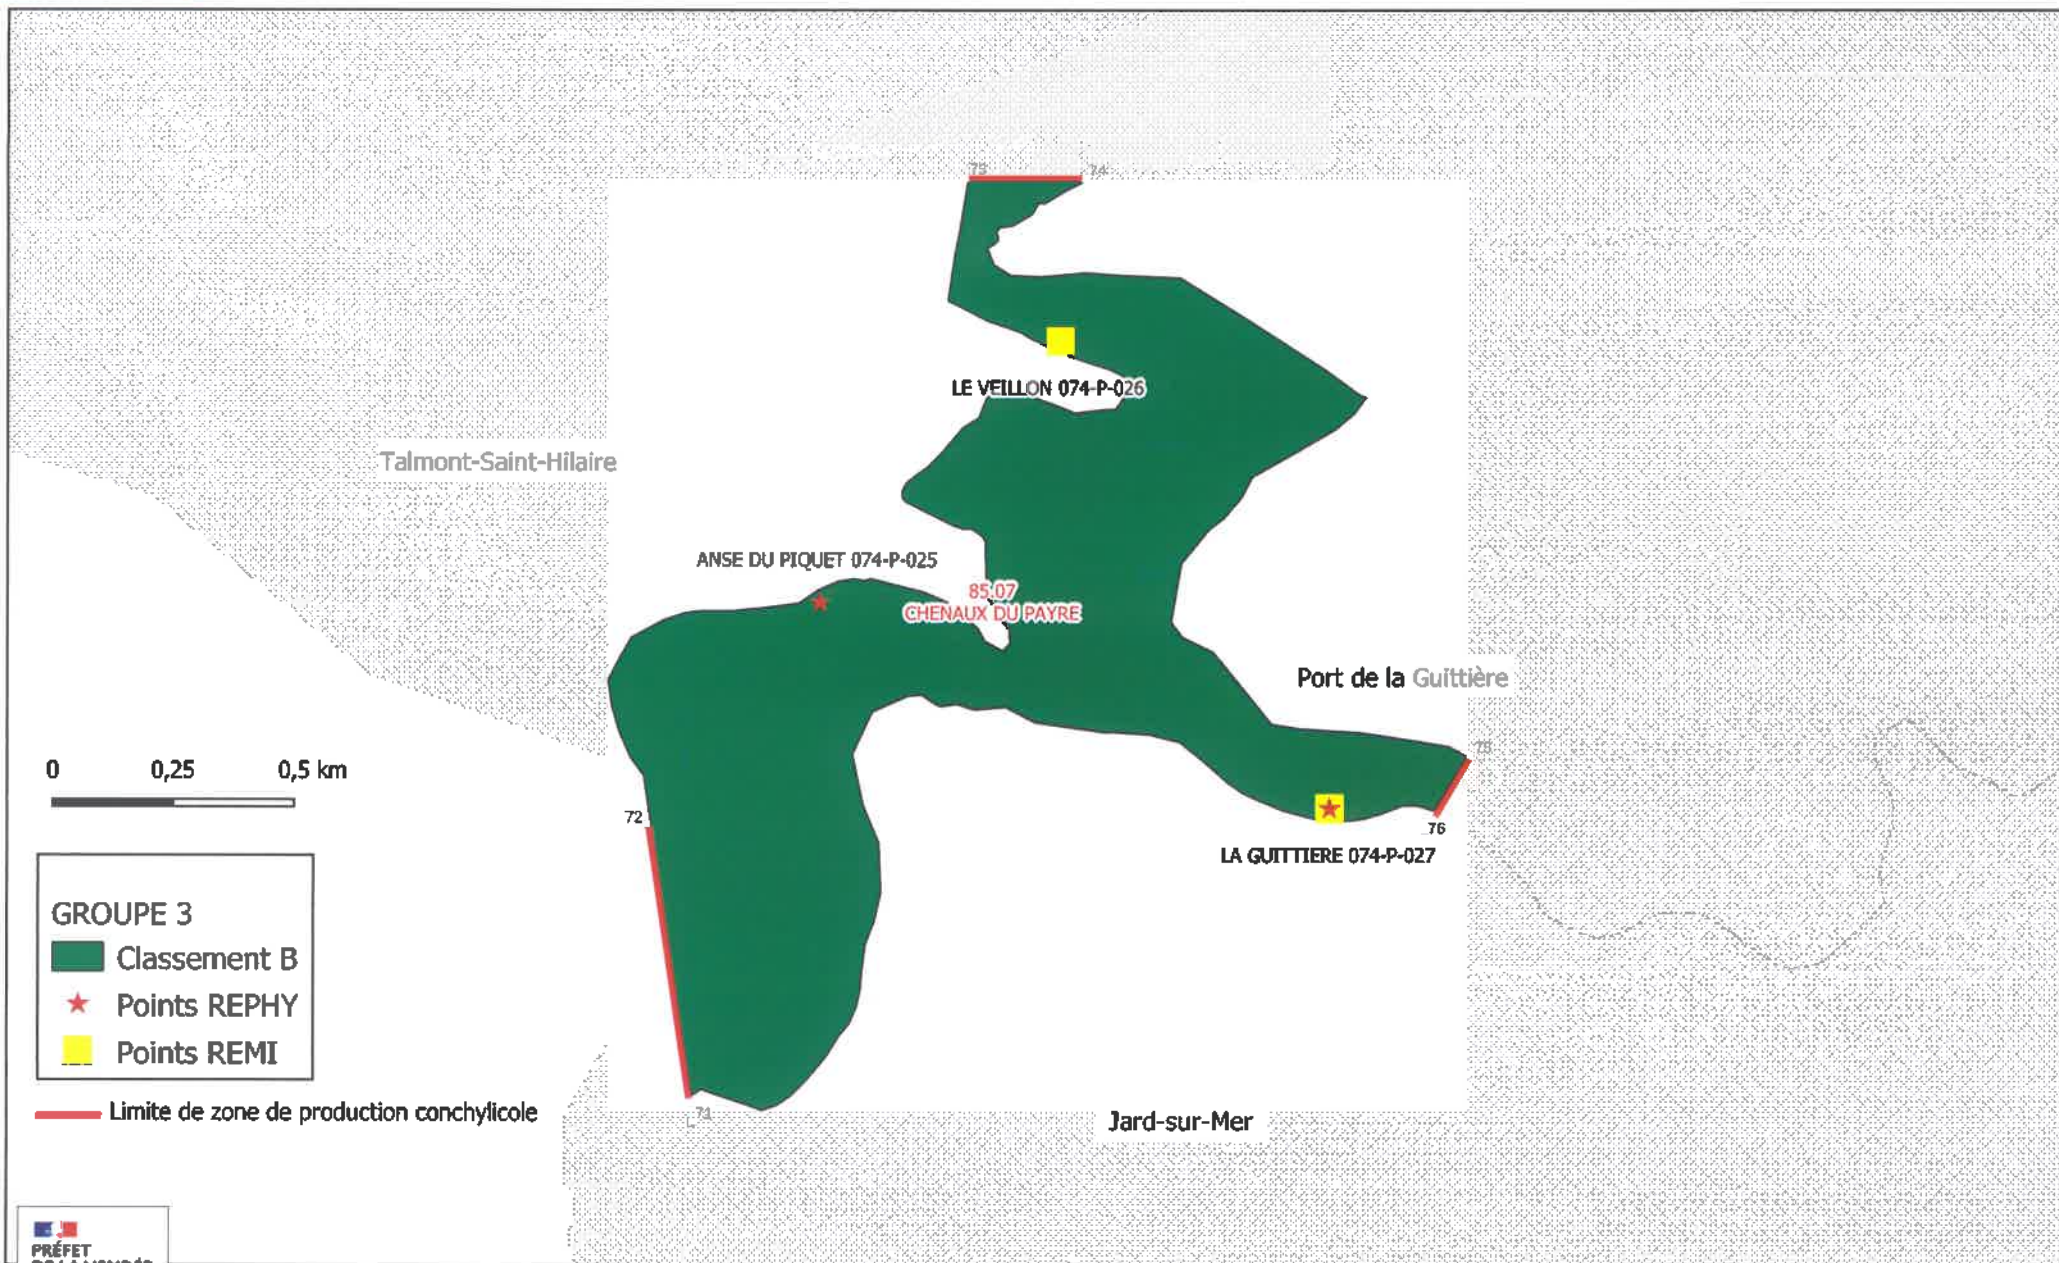 73
74
LE VEILLON 074-P-026
Talmont-Saint-Hilaire
ANSE DU PIQUET 074-P-025
85.07
CHENAUX DU PAYRE
Port de la Guittière
75
0 0,25 0,5 km
72
76
LA GUITTIERE 074-P-027
GROUPE 3
Classement B
Points REPHY
Points REMI
Limite de zone de production conchylicole
71
Jard-sur-Mer
PRÉFET